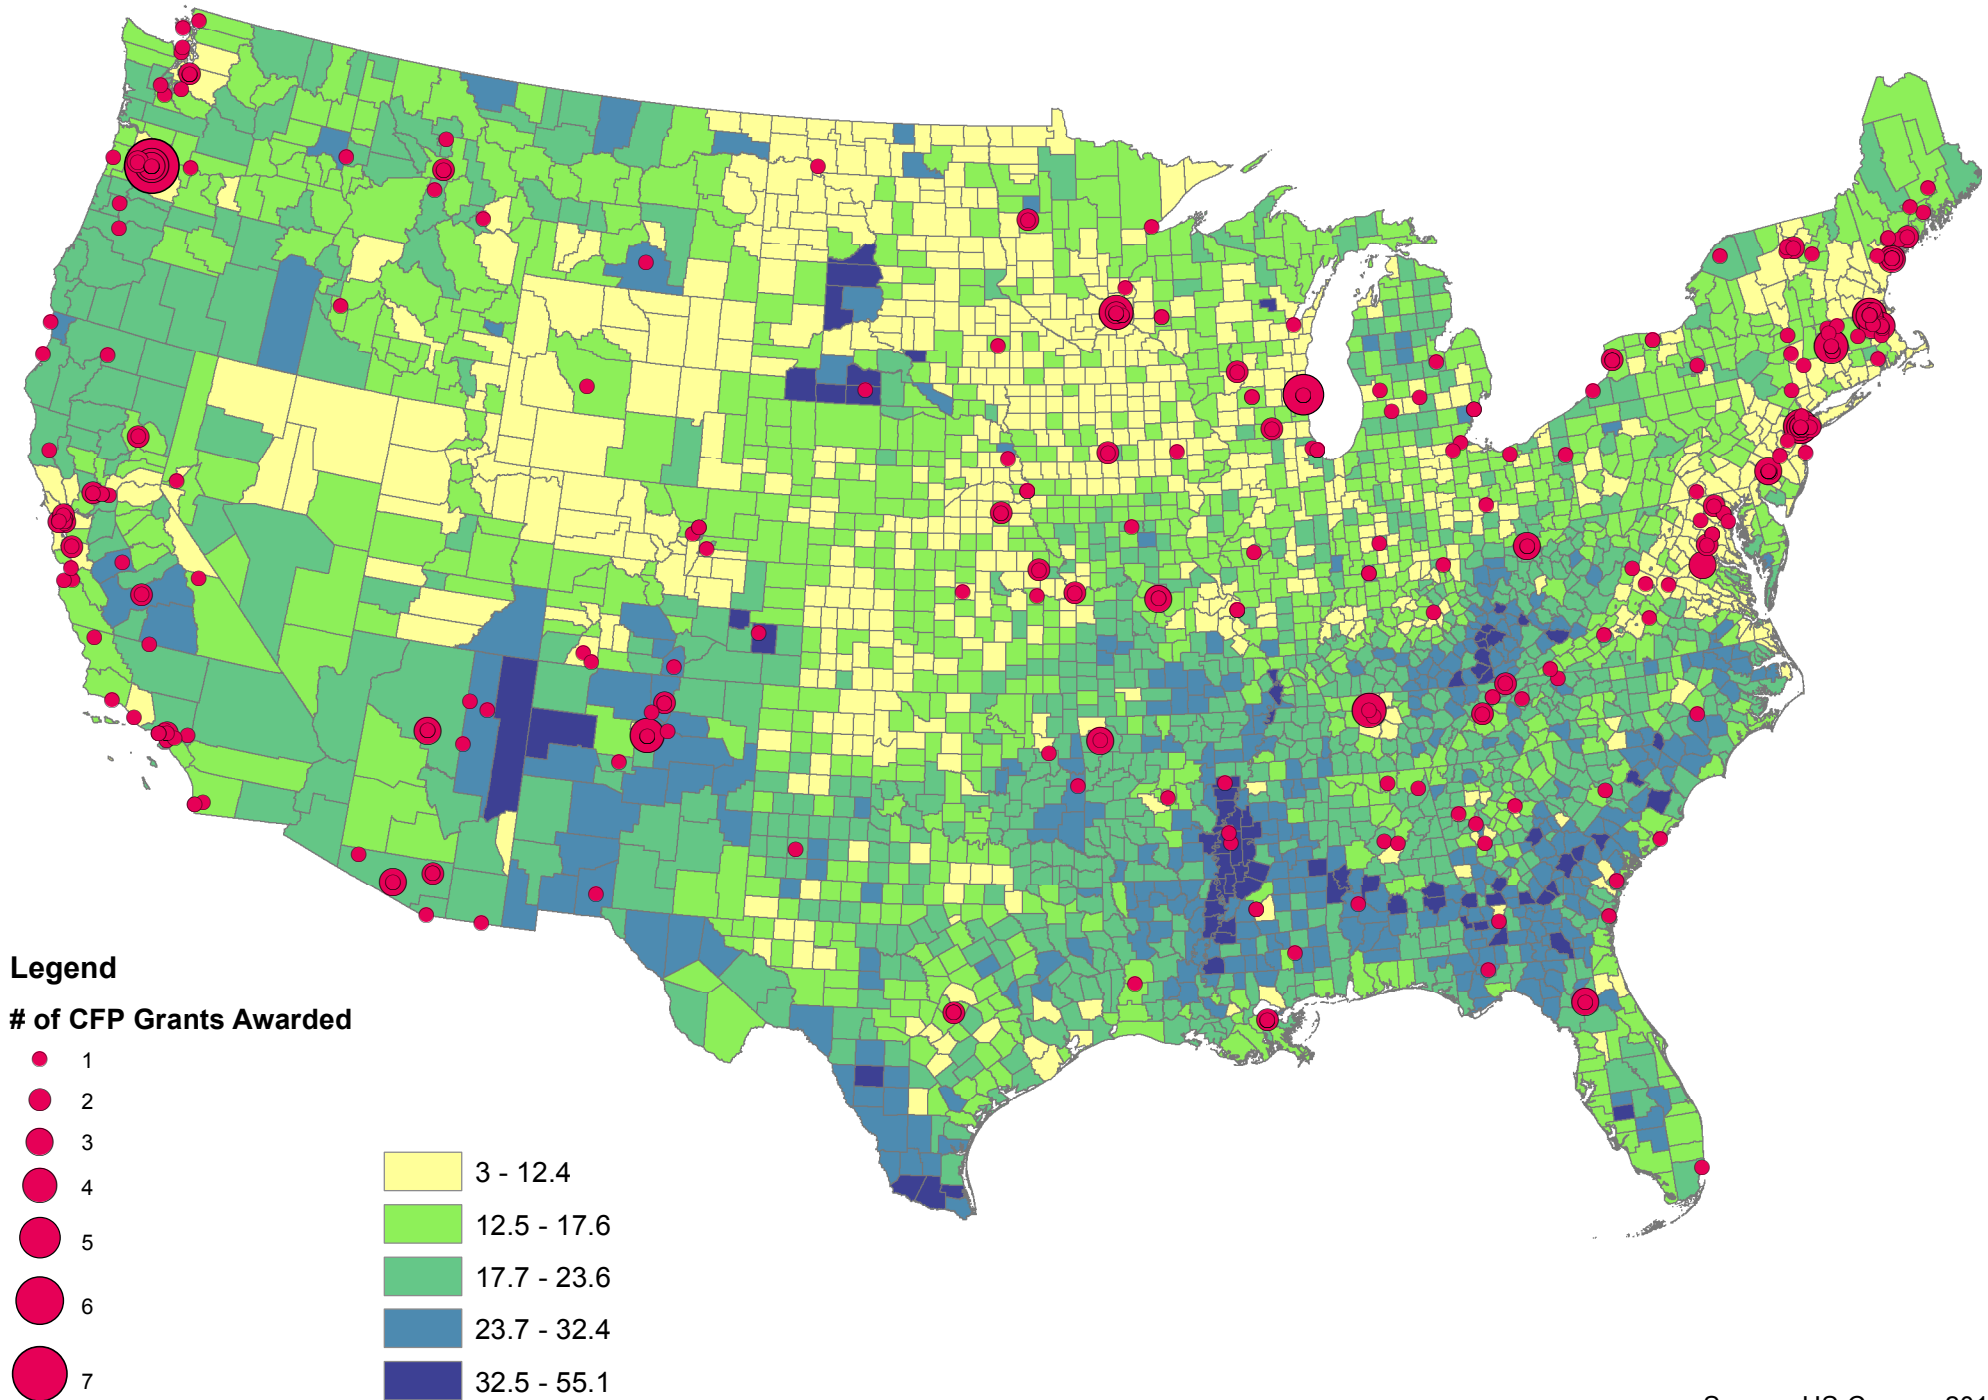 Legend
# of CFP Grants Awarded
1
2
3
4
5
6
7
3 - 12.4
12.5 - 17.6
17.7 - 23.6
23.7 - 32.4
32.5 - 55.1